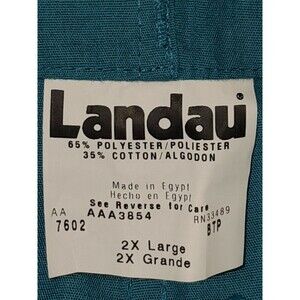 Landau®
65% POLYESTER/POLIESTER
35% COTTON/ALGODON
Made in Egypt
Hecho en Egypt
See Reverse for Care
AA AAA3854 RN33489
7602 BTP
2X Large
2X Grande